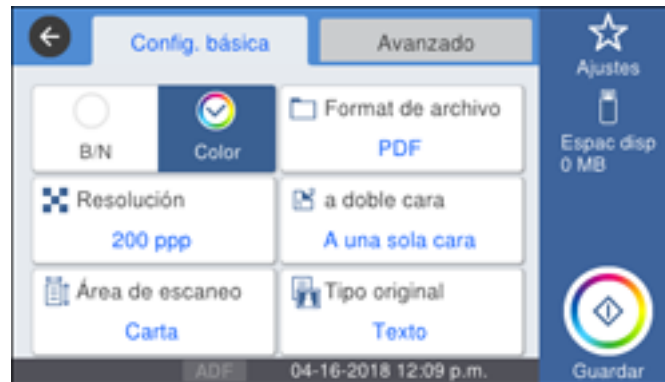 Config. básica
Avanzado
Ajustes
Espac disp
0 MB
B/N
Color
Format de archivo
PDF
Resolución
200 ppp
a doble cara
A una sola cara
Área de escaneo
Carta
Tipo original
Texto
ADF
04-16-2018 12:09 p.m.
Guardar